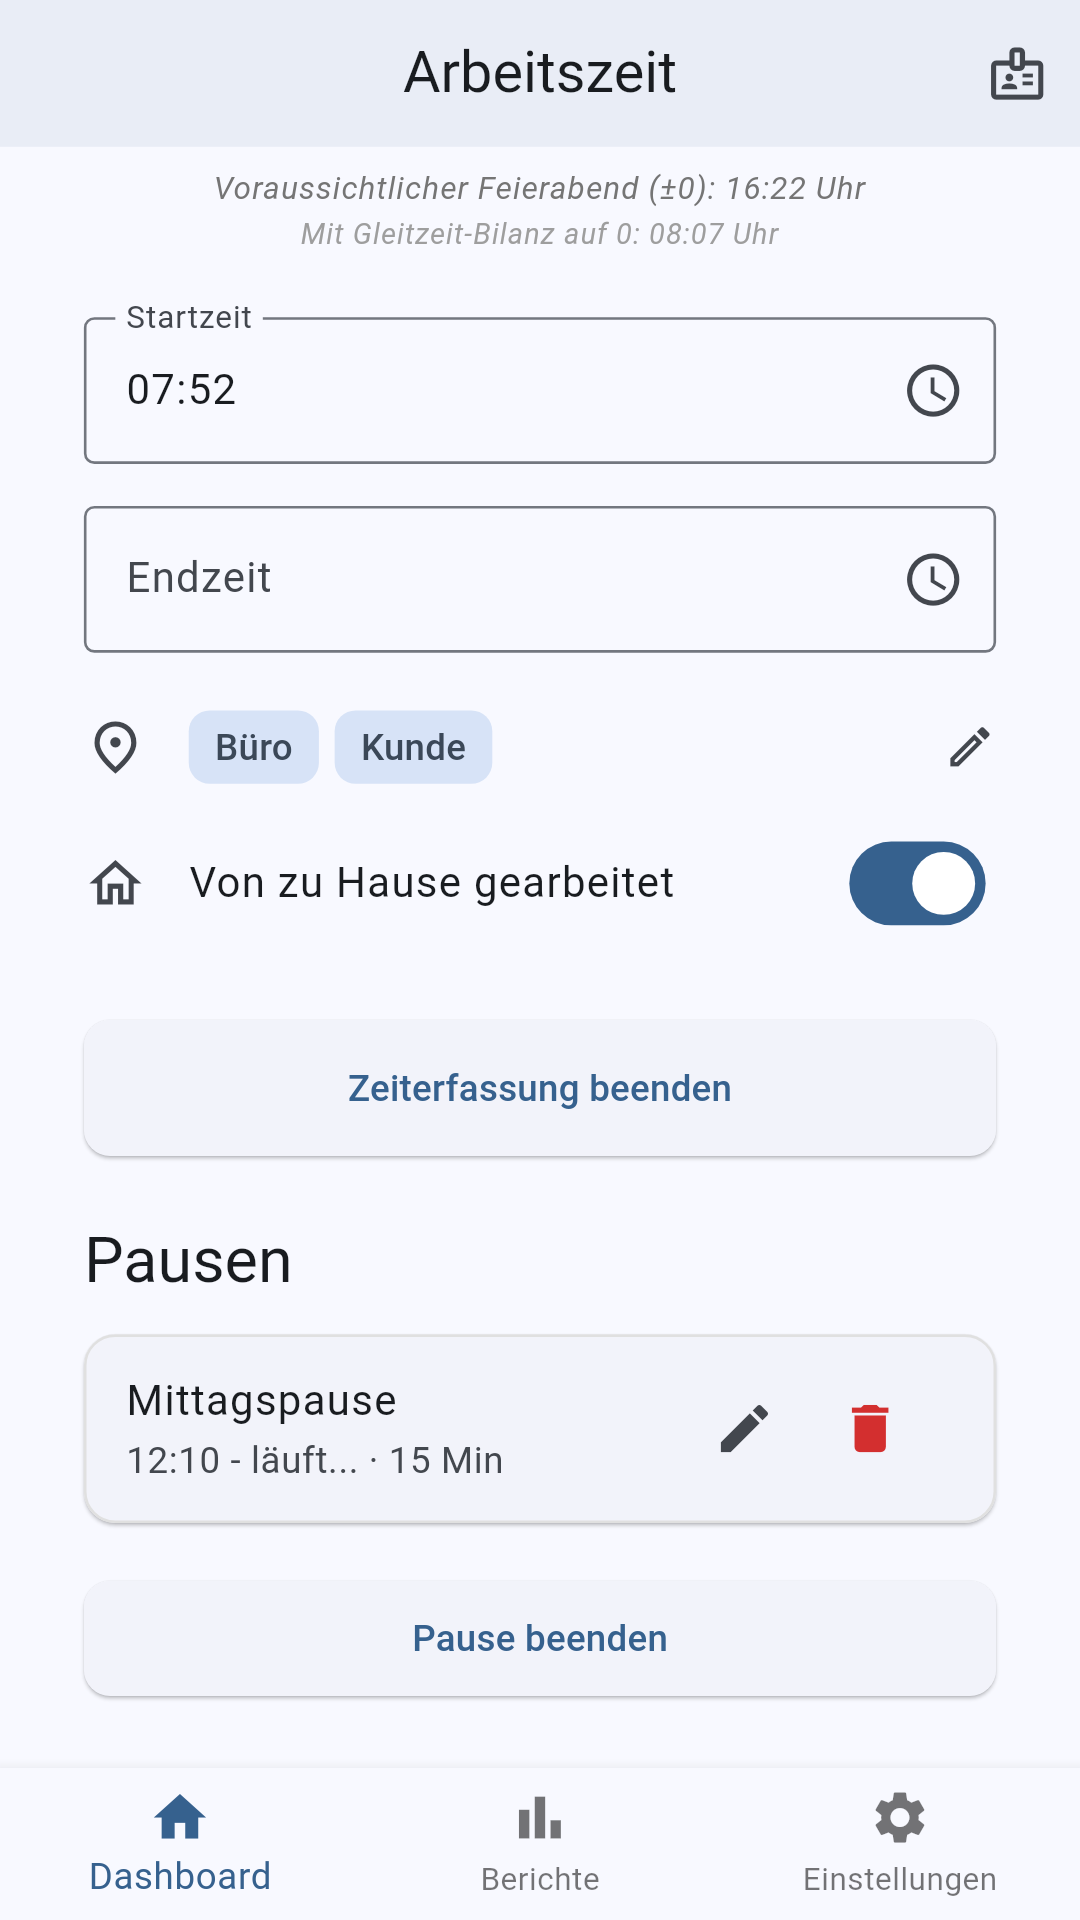 Arbeitszeit
Voraussichtlicher Feierabend (±0): 16:22 Uhr
Mit Gleitzeit-Bilanz auf 0: 08:07 Uhr
Startzeit
07:52
Endzeit
Büro Kunde
Von zu Hause gearbeitet
Zeiterfassung beenden
Pausen
Mittagspause
12:10 - läuft... · 15 Min
Pause beenden
Dashboard Berichte Einstellungen